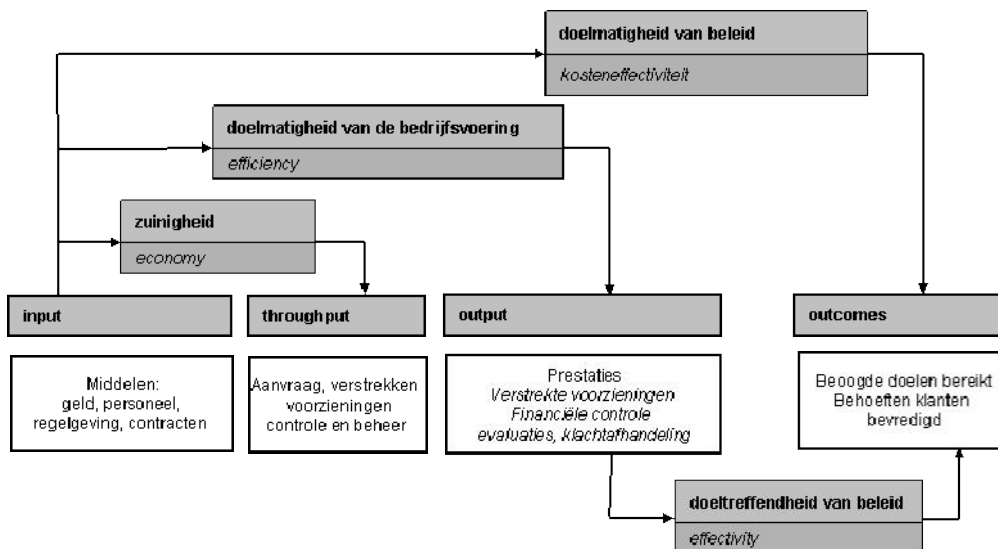 doelmatigheid van beleid
kosteneffectiviteit
doelmatigheid van de bedrijfsvoering
efficiency
zuinigheid
economy
input
throughput
output
outcomes
Middelen:
geld, personeel,
regelgeving, contracten
Aanvraag, verstrekken
voorzieningen
controle en beheer
Prestaties
Verstrekte voorzieningen
Financiële controle
evaluaties, klachtafhandeling
Beoogde doelen bereikt
Behoeften klanten
bevredigd
doeltreffendheid van beleid
effectivity